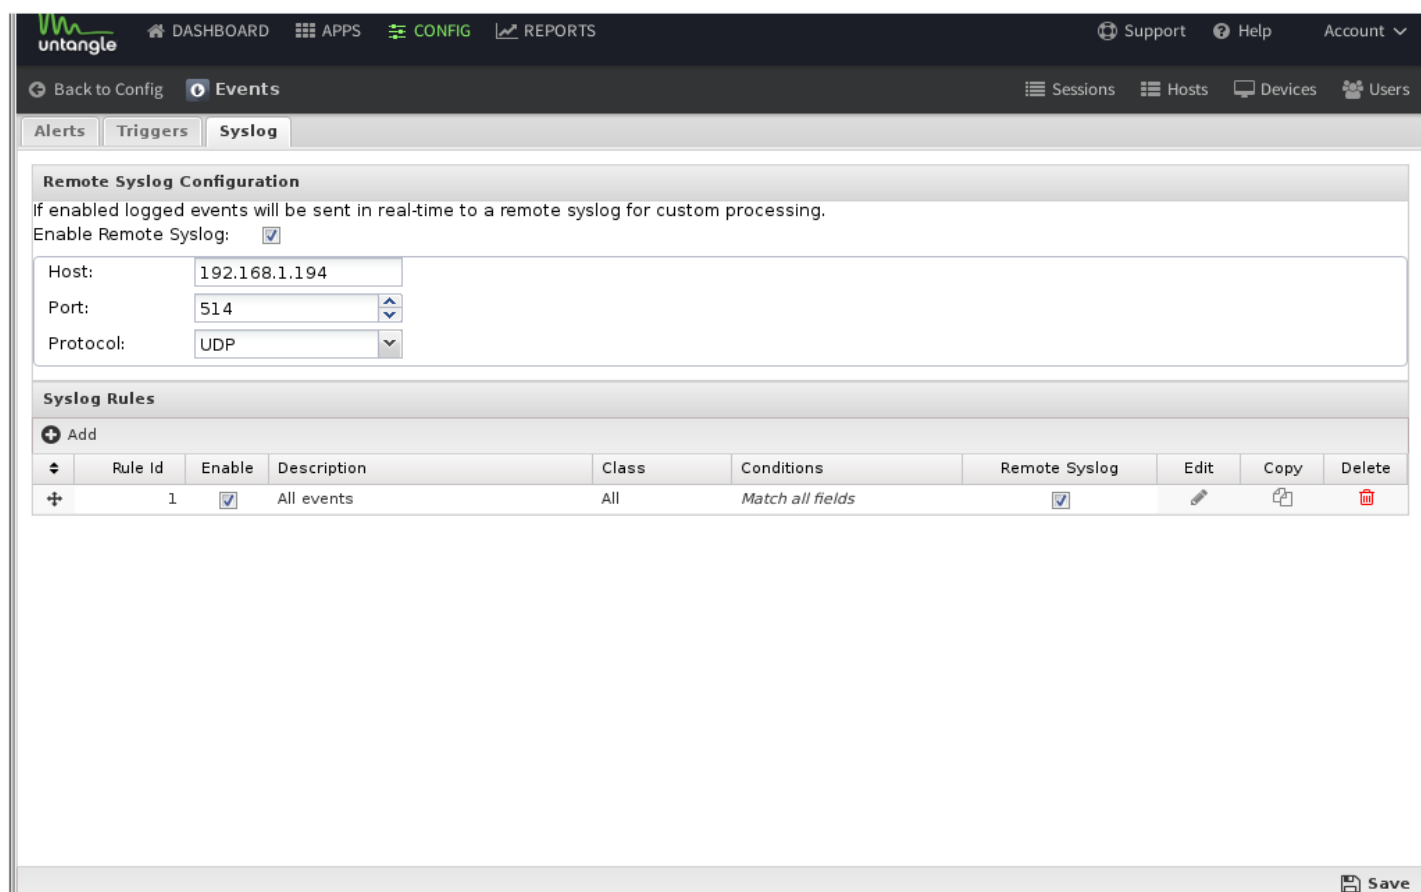 untangle DASHBOARD APPS CONFIG REPORTS Support Help Account
Back to Config Events Sessions Hosts Devices Users
Alerts Triggers Syslog
Remote Syslog Configuration
If enabled logged events will be sent in real-time to a remote syslog for custom processing.
Enable Remote Syslog:
Host: 192.168.1.194
Port: 514
Protocol: UDP
Syslog Rules
Add
Rule Id Enable Description Class Conditions Remote Syslog Edit Copy Delete
1 All events All Match all fields
Save